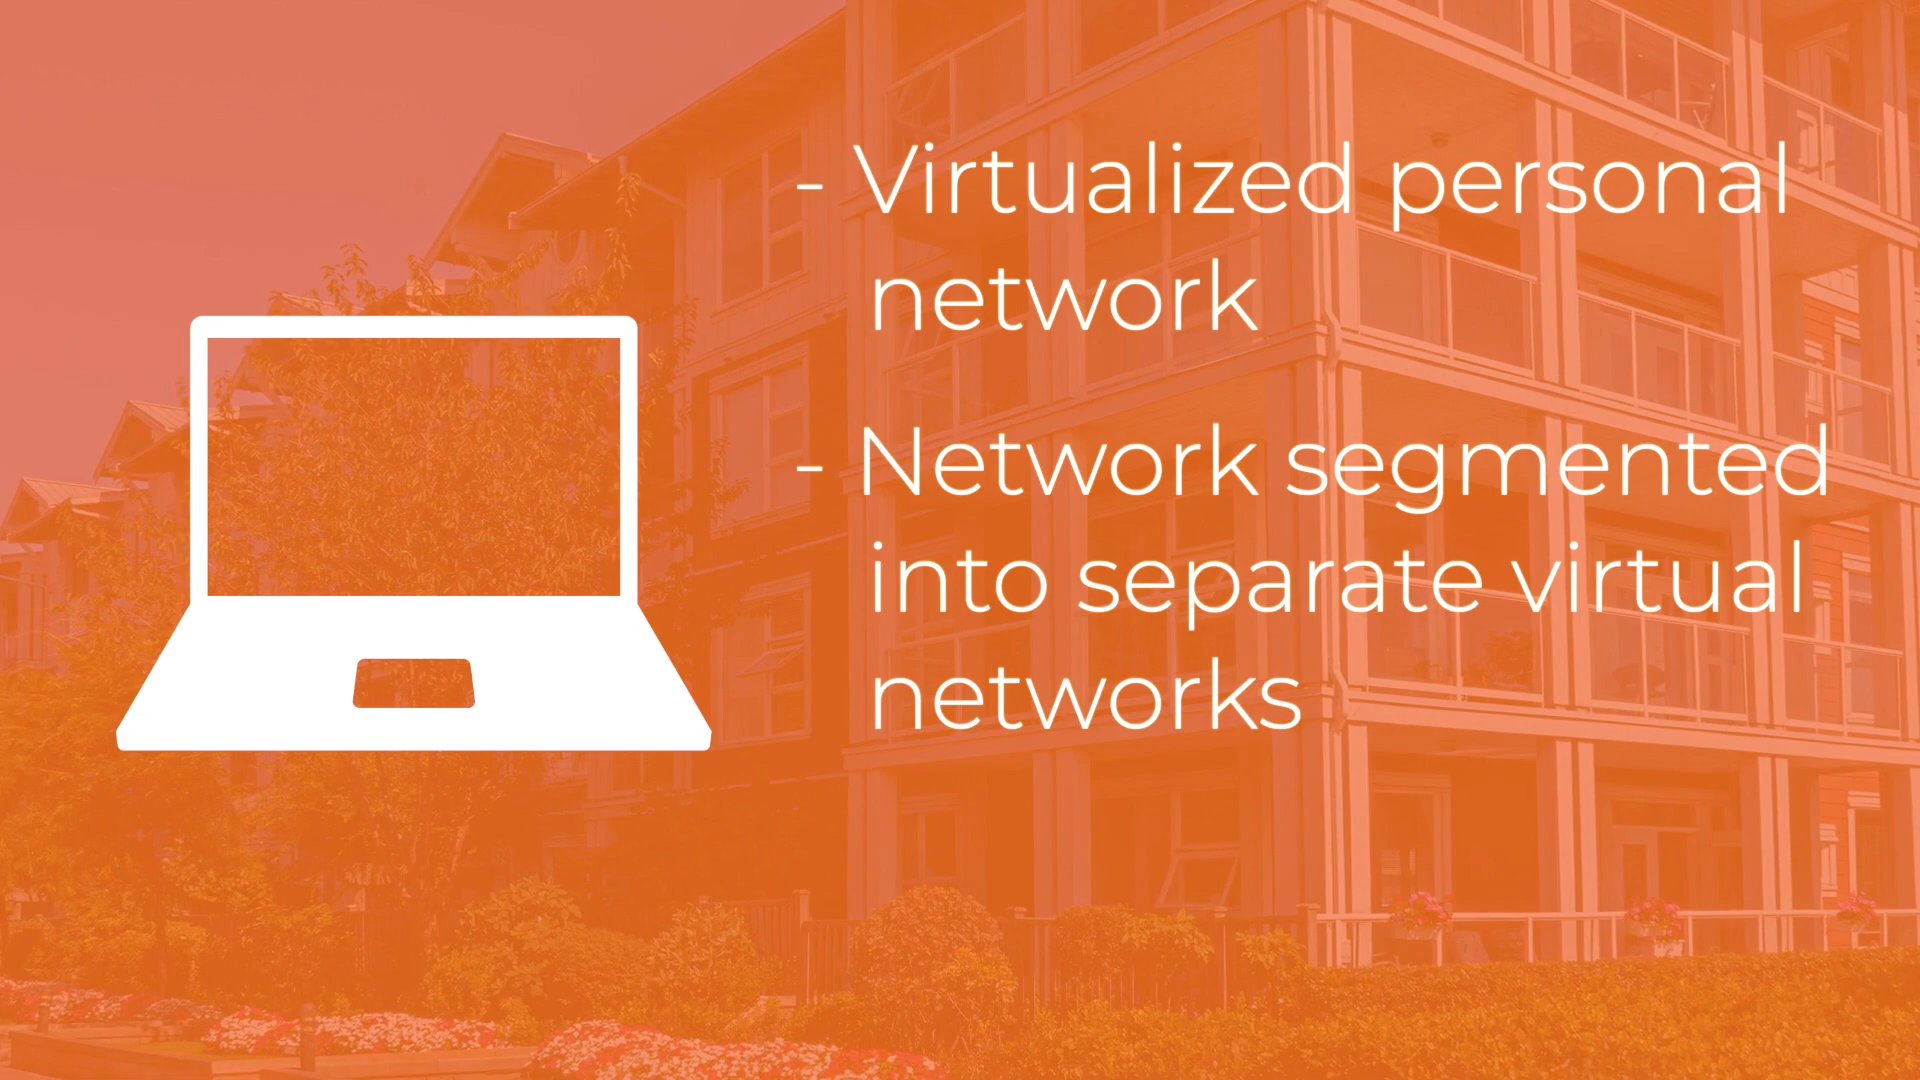 - Virtualized personal
network
- Network segmented
into separate virtual
networks